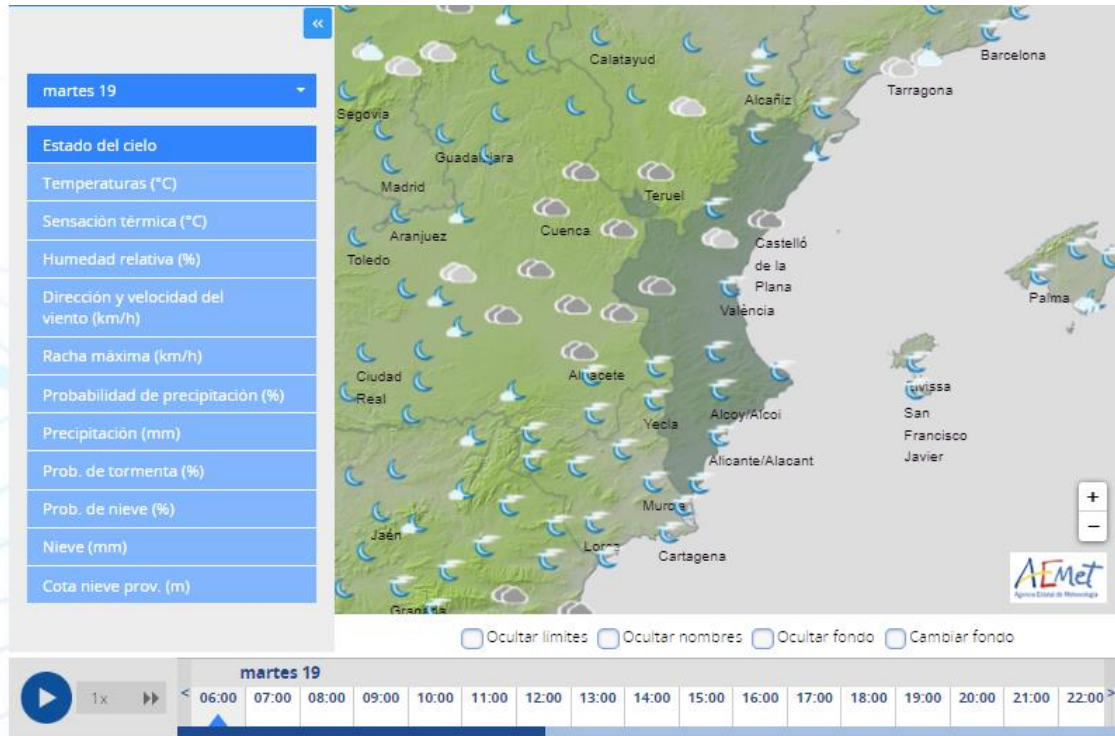 «
martes 19
Estado del cielo
Temperaturas (°C)
Sensación térmica (°C)
Humedad relativa (%)
Dirección y velocidad del
viento (km/h)
Racha máxima (km/h)
Probabilidad de precipitación (%)
Precipitación (mm)
Prob. de tormenta (%)
Prob. de nieve (%)
Nieve (mm)
Cota nieve prov. (m)
Calatayud
Barcelona
Alcañiz
Tarragona
Segovia
Guadalajara
Madrid
Teruel
Aranjuez
Cuenca
Toledo
Castelló
de la
Plana
València
Palma
Ciudad
Real
Albacete
Eivissa
San
Francisco
Javier
Yecla
Alcoy/Alcoi
Alicante/Alacant
Murcia
Jaén
Lorca
Cartagena
Granada
+
−
AEMet
Agencia Estatal de Meteorología
Ocultar límites Ocultar nombres Ocultar fondo Cambiar fondo
martes 19
1x < 06:00 07:00 08:00 09:00 10:00 11:00 12:00 13:00 14:00 15:00 16:00 17:00 18:00 19:00 20:00 21:00 22:00 >